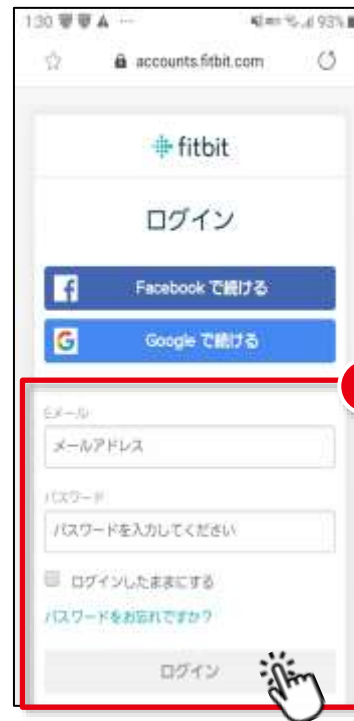 1:30
93%
accounts.fitbit.com
fitbit
ログイン
Facebook で続ける
Google で続ける
Eメール
メールアドレス
パスワード
パスワードを入力してください
ログインしたままにする
パスワードをお忘れですか?
ログイン